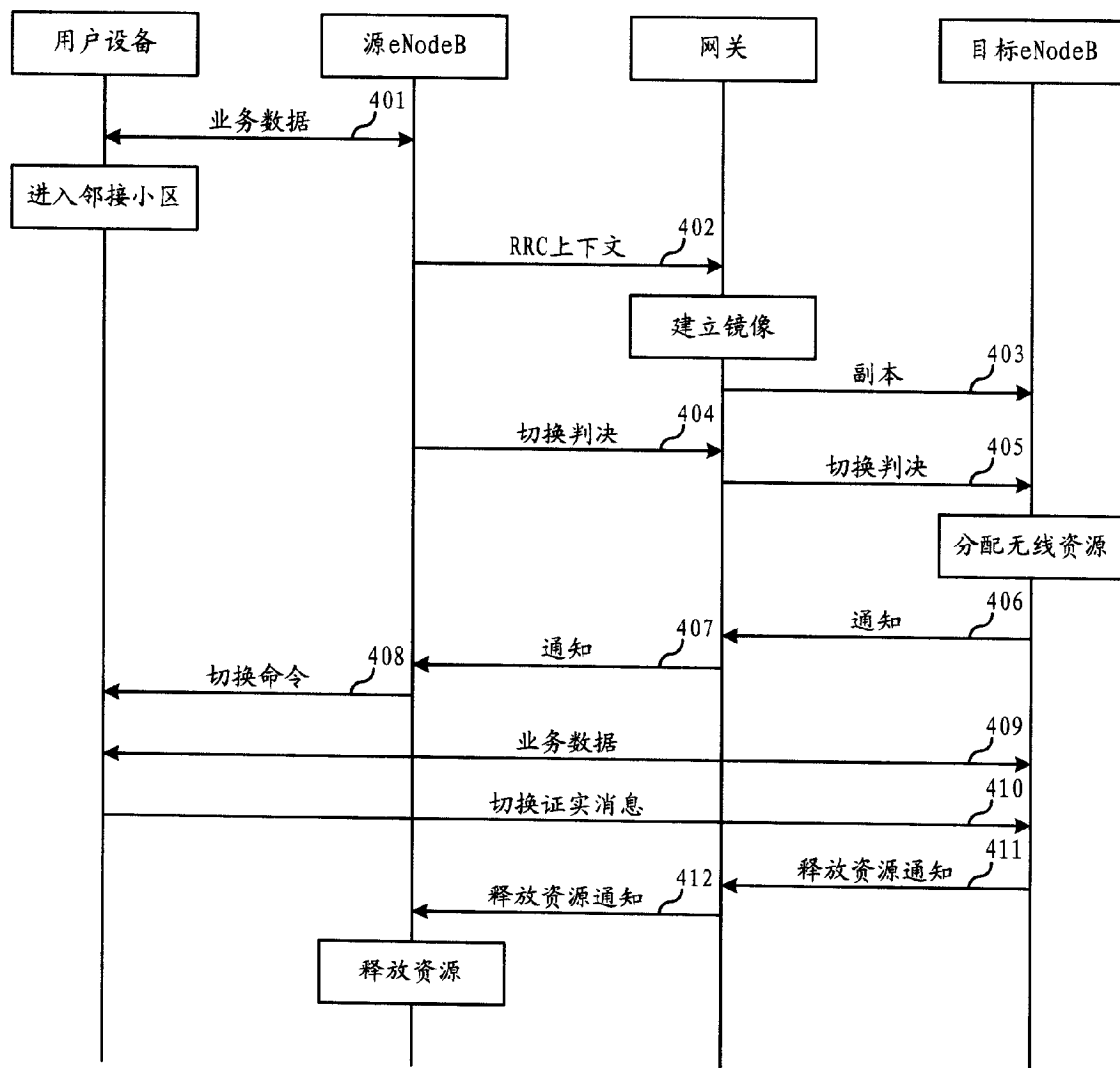 用户设备
源eNodeB
网关
目标eNodeB
401
业务数据
进入邻接小区
402
RRC上下文
建立镜像
403
副本
404
切换判决
405
切换判决
分配无线资源
406
通知
407
通知
408
切换命令
409
业务数据
410
切换证实消息
411
释放资源通知
412
释放资源通知
释放资源